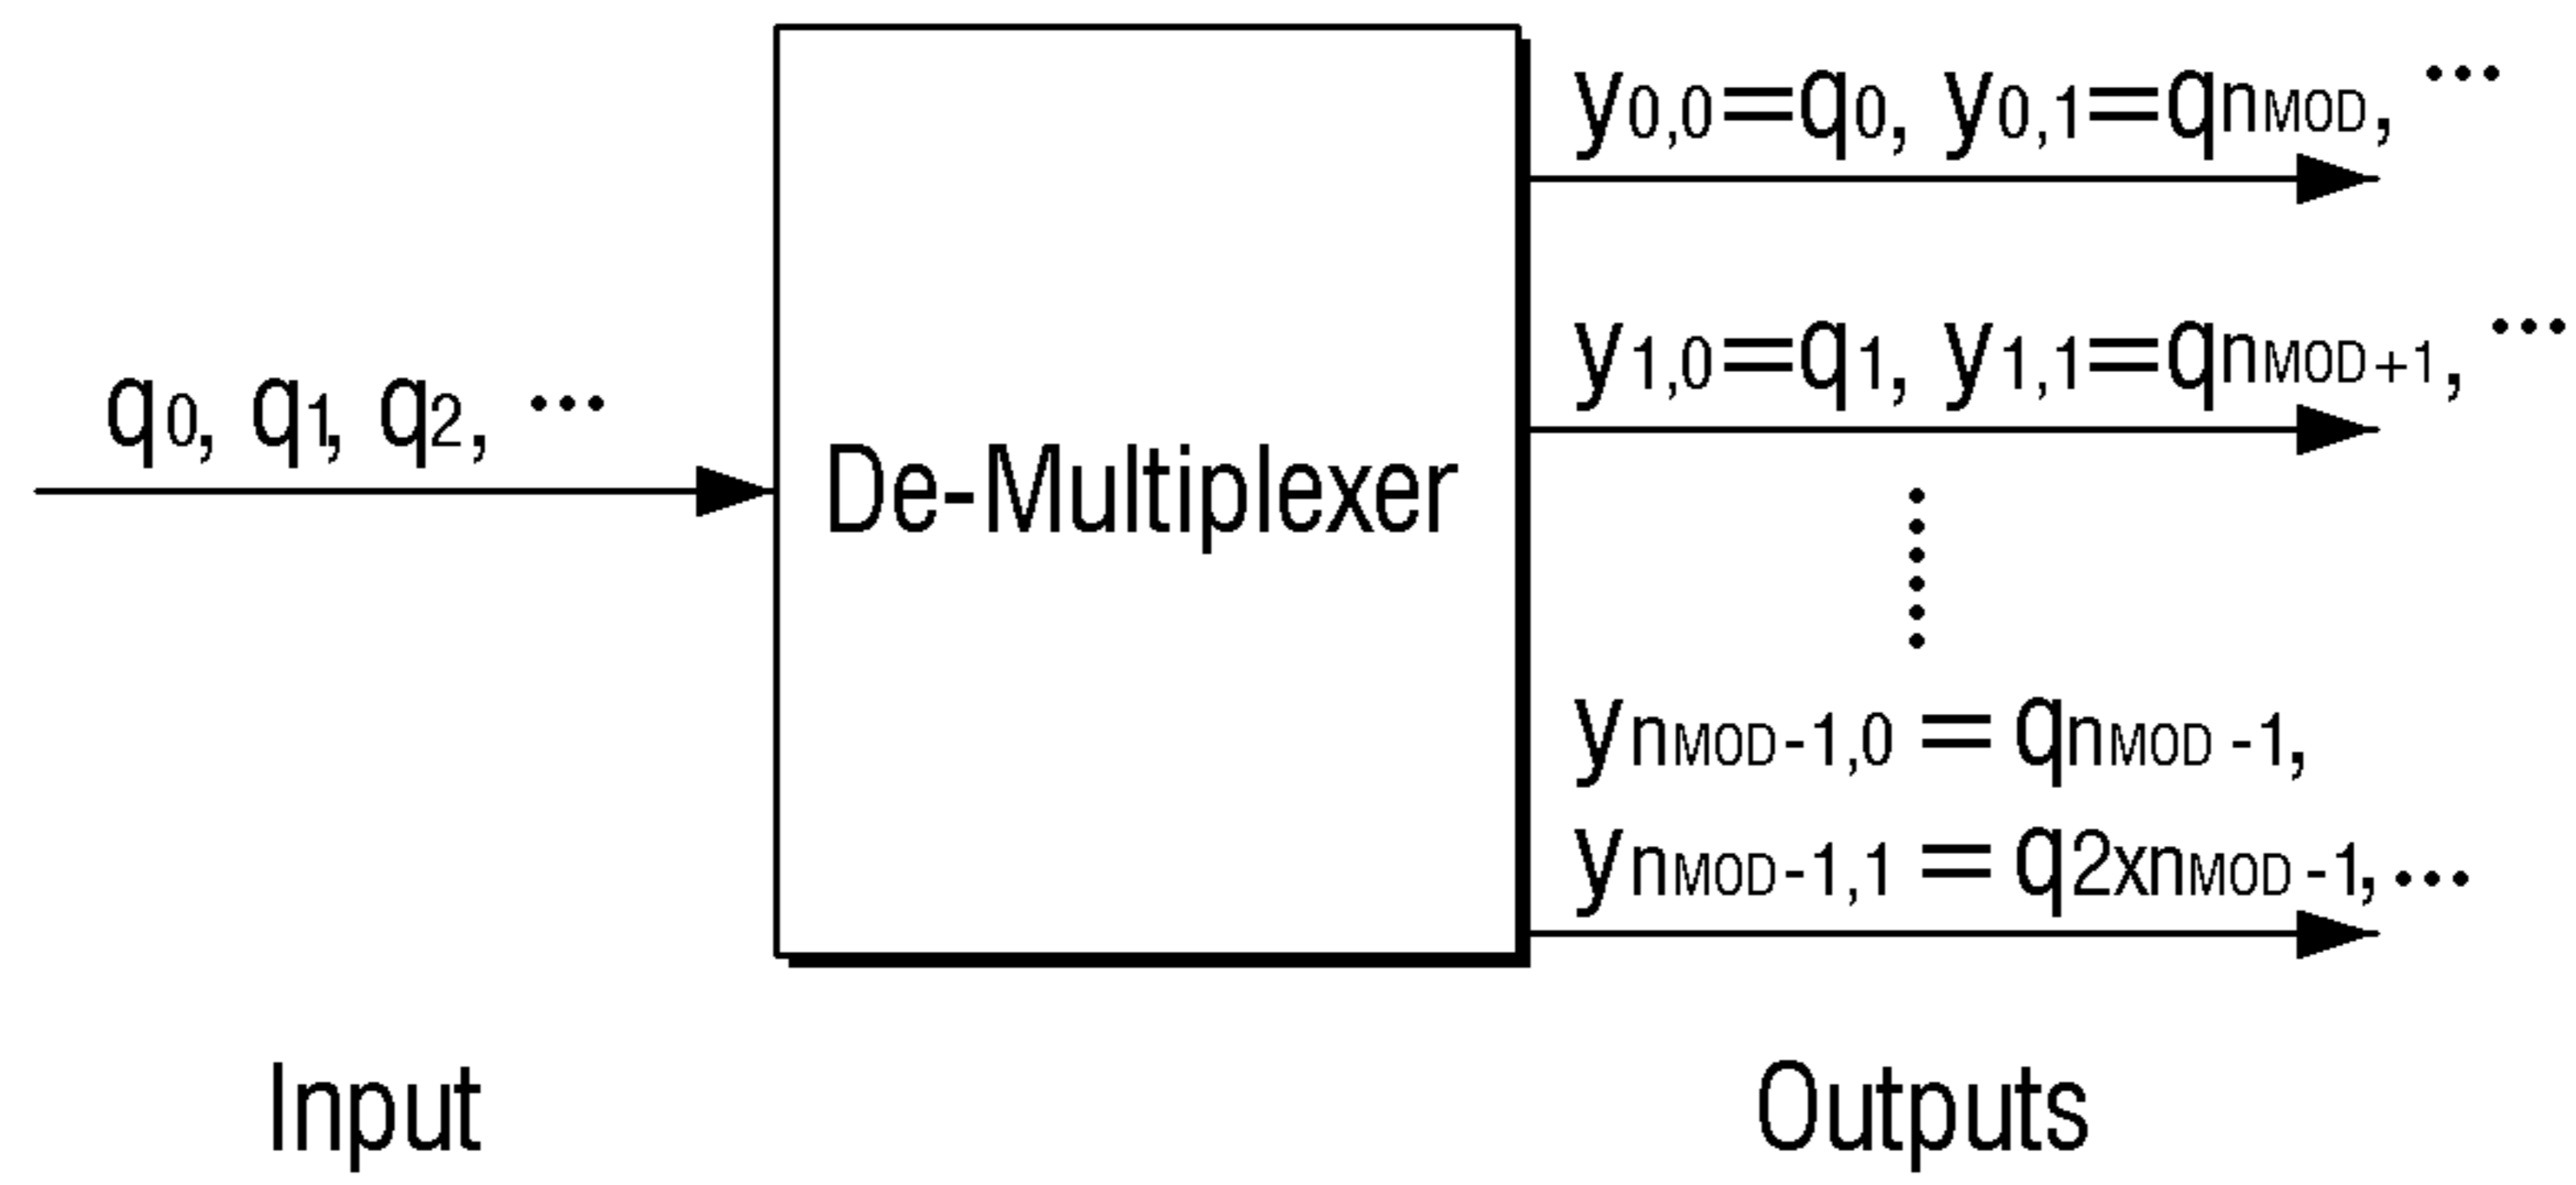 y0,0=q0, y0,1=qnMOD, ···
y1,0=q1, y1,1=qnMOD+1, ···
q0, q1, q2, ···
De-Multiplexer
ynMOD-1,0 = qnMOD-1,
ynMOD-1,1 = q2xnMOD-1,···
Input
Outputs